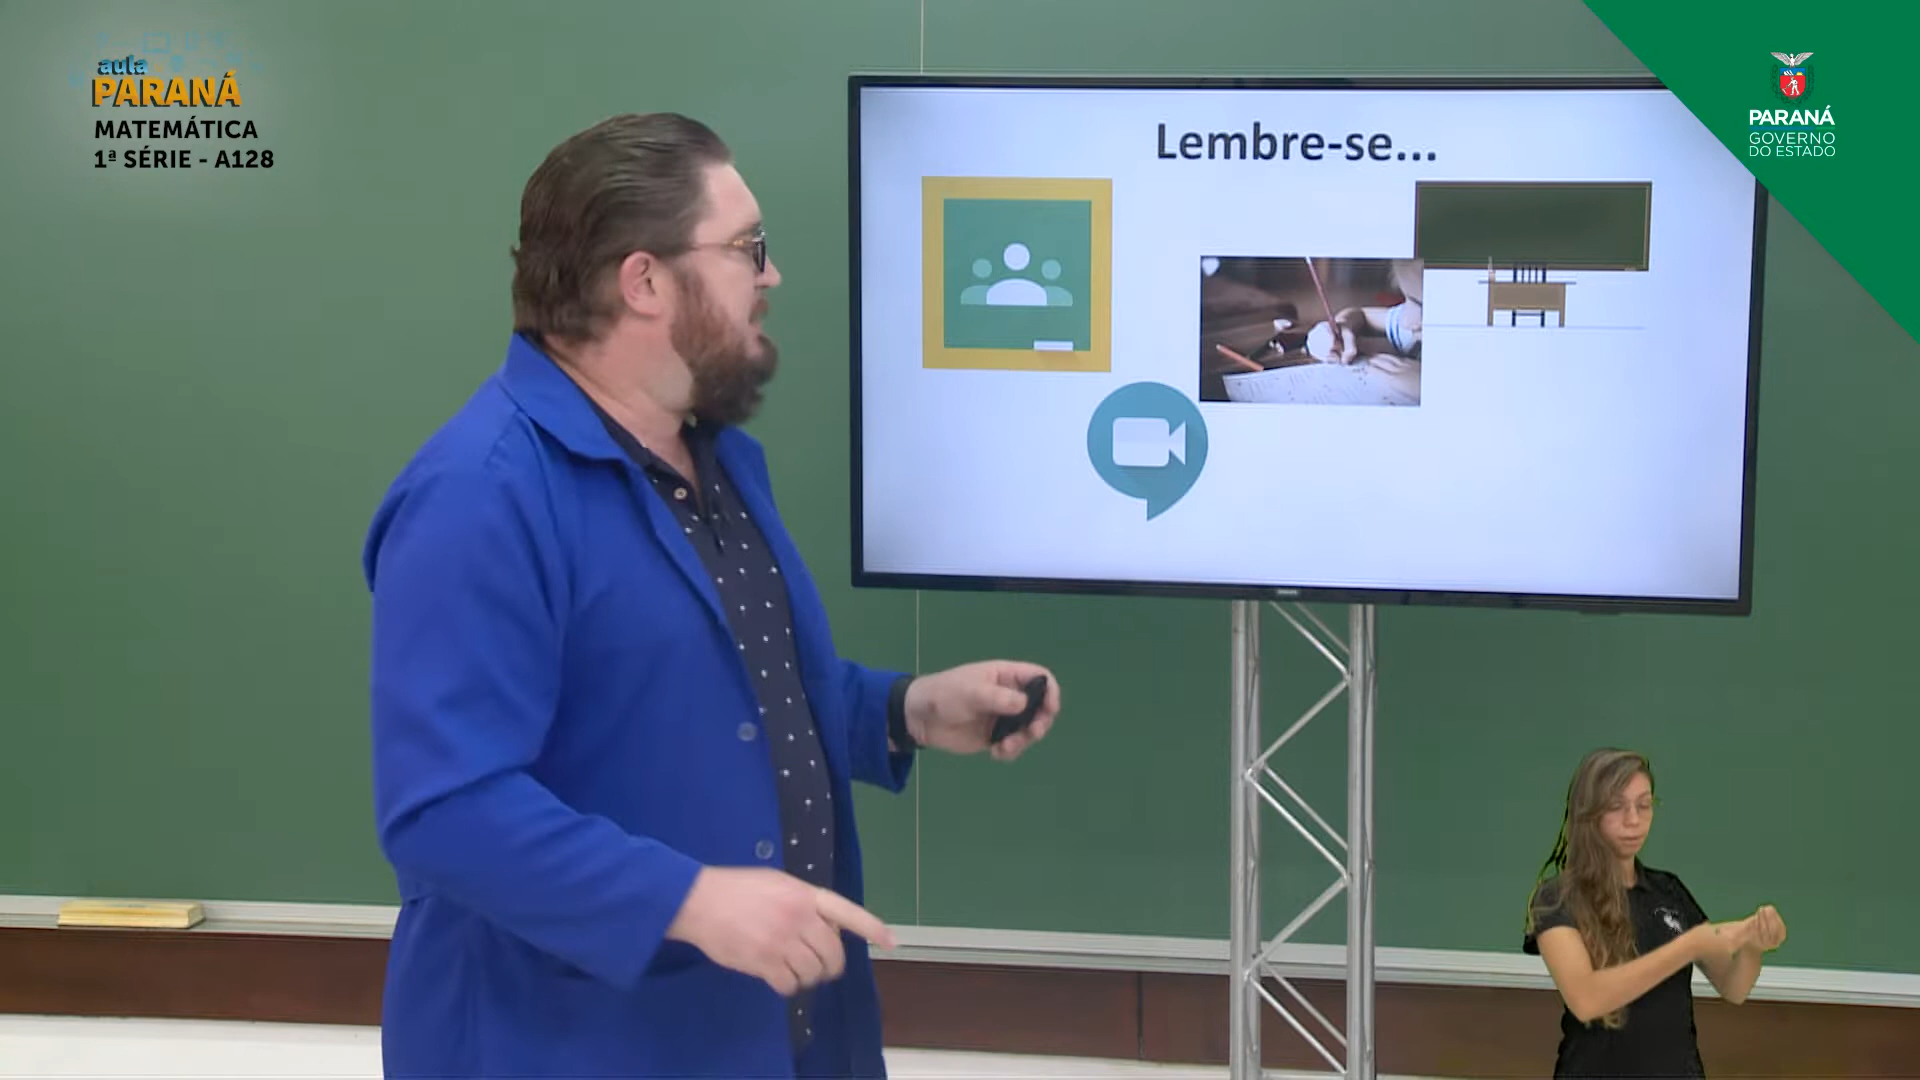 aula
PARANÁ
MATEMÁTICA
1ª SÉRIE - A128
Lembre-se...
PARANÁ
GOVERNO
DO ESTADO